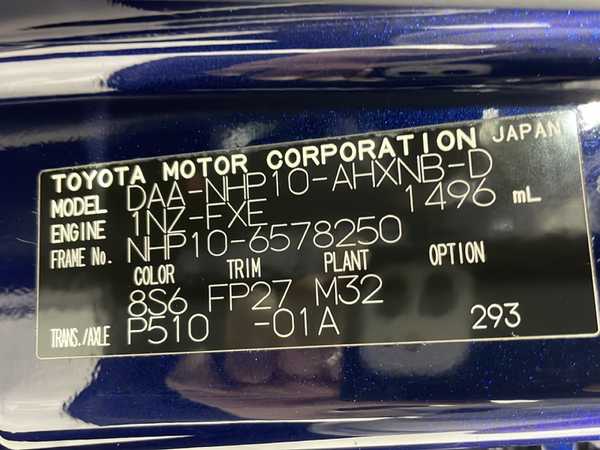 TOYOTA MOTOR CORPORATION JAPAN
MODEL DAA-NHP10-AHXNB-D
ENGINE 1NZ-FXE 1496 mL
FRAME No. NHP10-6578250
COLOR TRIM PLANT OPTION
8S6 FP27 M32
TRANS./AXLE P510 -01A 293